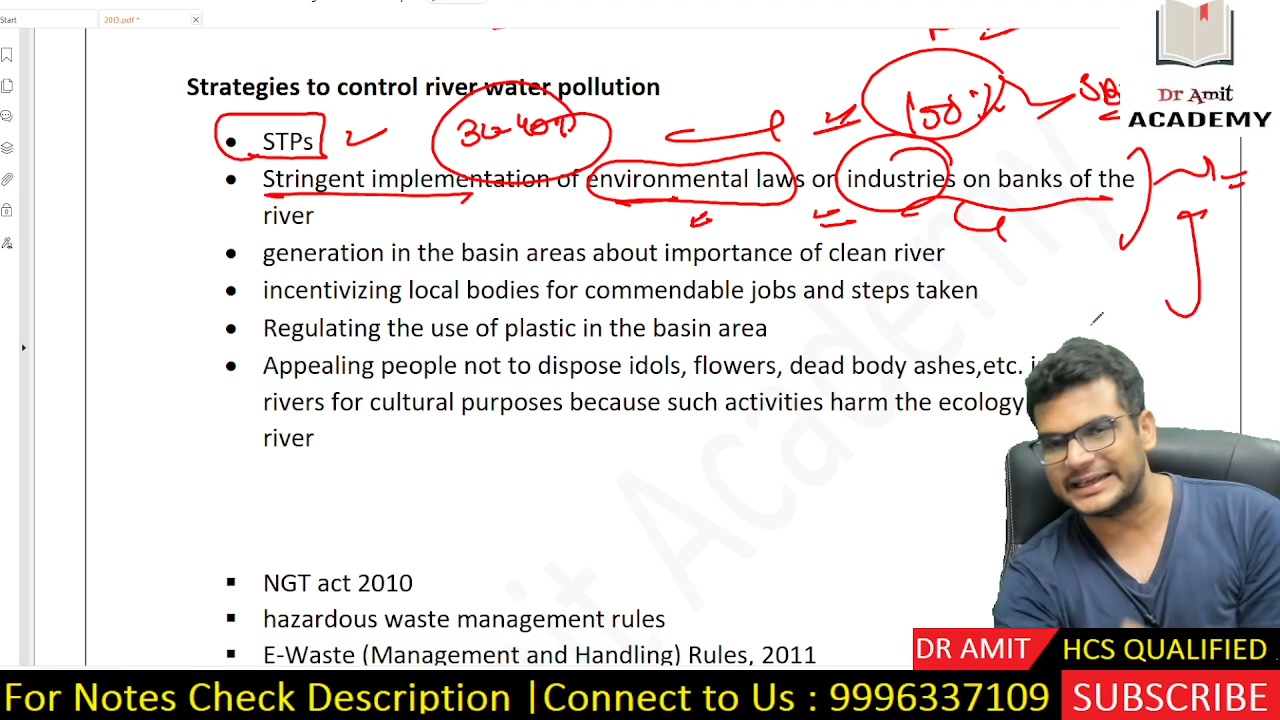 Start
2013.pdf *
Dr Amit
ACADEMY
Strategies to control river water pollution
• STPs
30-40%
100%
• Stringent implementation of environmental laws on industries on banks of the
river
• generation in the basin areas about importance of clean river
• incentivizing local bodies for commendable jobs and steps taken
• Regulating the use of plastic in the basin area
• Appealing people not to dispose idols, flowers, dead body ashes,etc.
rivers for cultural purposes because such activities harm the ecology
river
▪ NGT act 2010
▪ hazardous waste management rules
▪ E-Waste (Management and Handling) Rules, 2011
DR AMIT HCS QUALIFIED
For Notes Check Description |Connect to Us : 9996337109 SUBSCRIBE